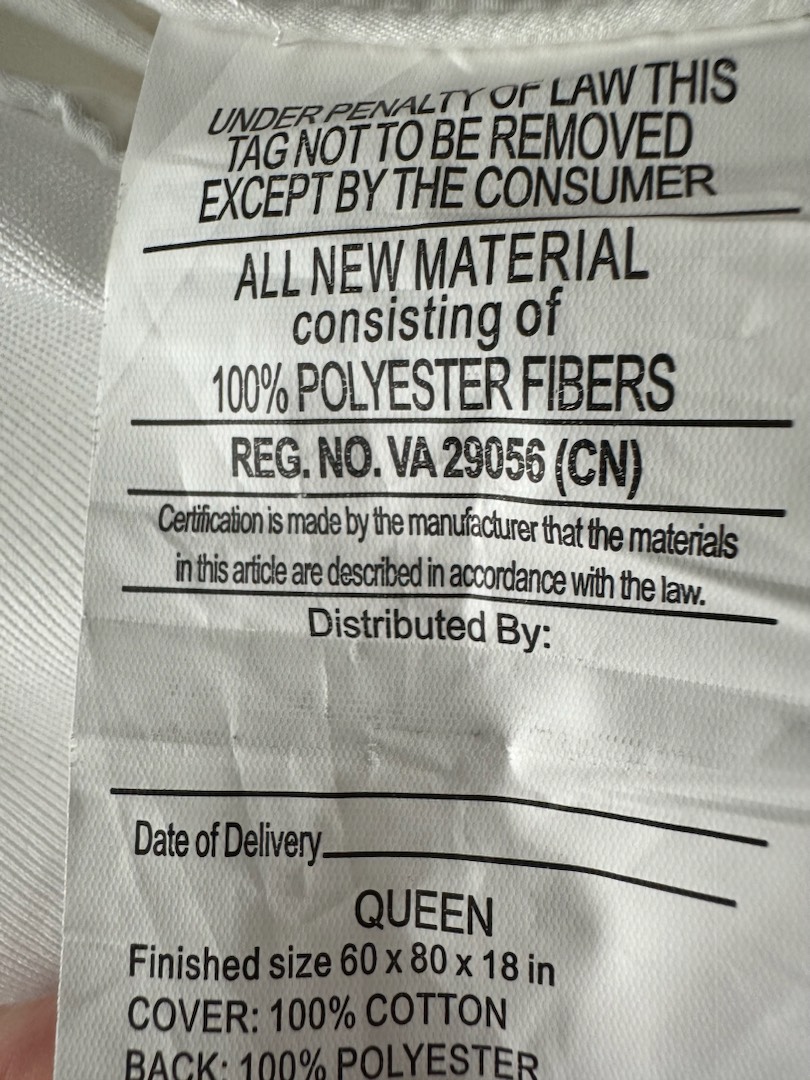 UNDER PENALTY OF LAW THIS
TAG NOT TO BE REMOVED
EXCEPT BY THE CONSUMER
ALL NEW MATERIAL
consisting of
100% POLYESTER FIBERS
REG. NO. VA 29056 (CN)
Certification is made by the manufacturer that the materials
in this article are described in accordance with the law.
Distributed By:
Date of Delivery
QUEEN
Finished size 60 x 80 x 18 in
COVER: 100% COTTON
BACK: 100% POLYESTER